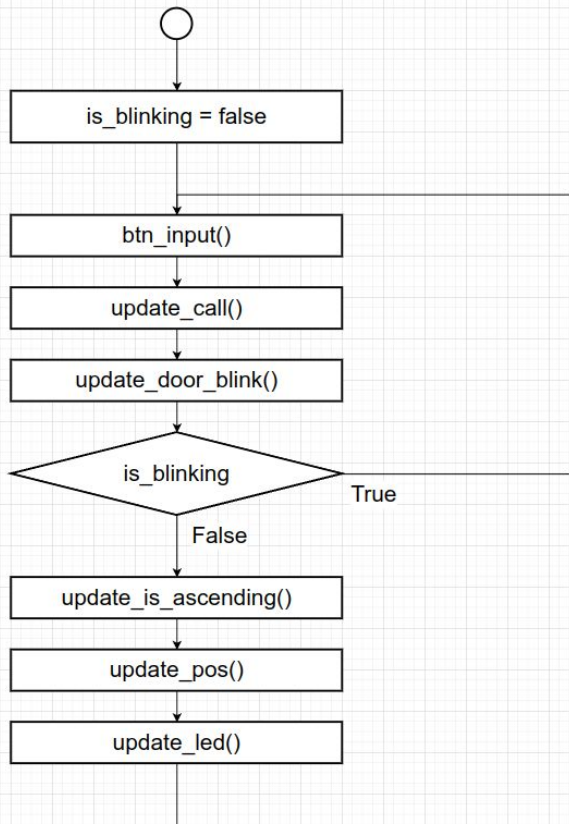 is_blinking = false
btn_input()
update_call()
update_door_blink()
is_blinking
True
False
update_is_ascending()
update_pos()
update_led()